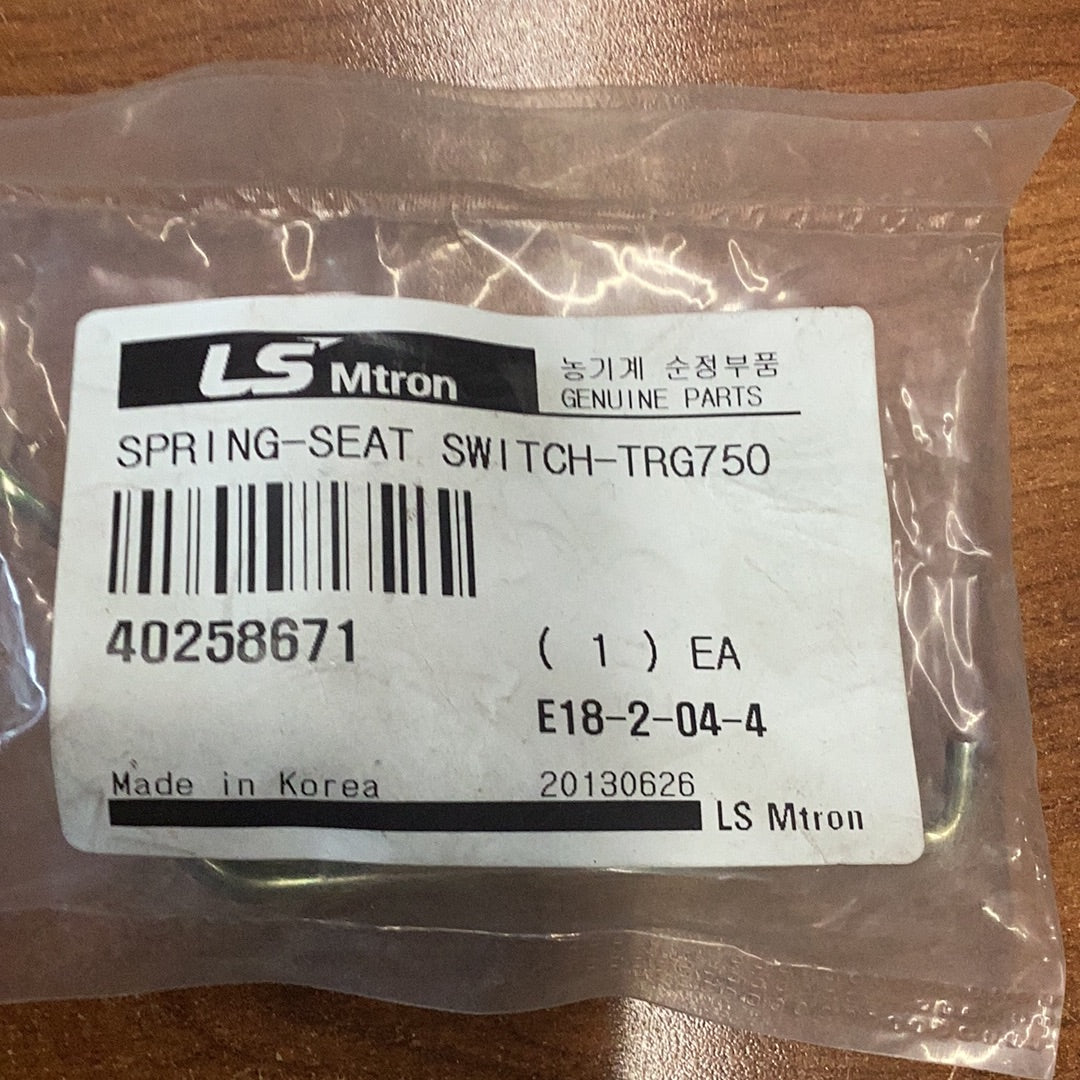 LS Mtron
농기계 순정부품
GENUINE PARTS
SPRING-SEAT SWITCH-TRG750
40258671
( 1 ) EA
E18-2-04-4
Made in Korea
20130626
LS Mtron